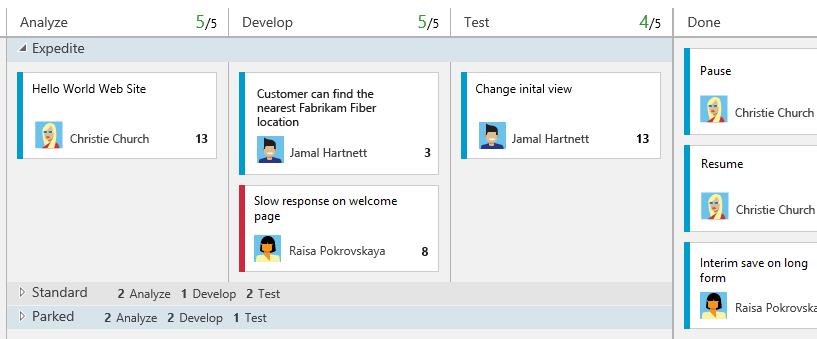 Analyze 5/5 Develop 5/5 Test 4/5 Done
Expedite
Hello World Web Site
Christie Church 13
Customer can find the
nearest Fabrikam Fiber
location
Jamal Hartnett 3
Slow response on welcome
page
Raisa Pokrovskaya 8
Change inital view
Jamal Hartnett 13
Pause
Christie Church
Resume
Christie Church
Interim save on long
form
Raisa Pokrovska
Standard 2 Analyze 1 Develop 2 Test
Parked 2 Analyze 2 Develop 1 Test